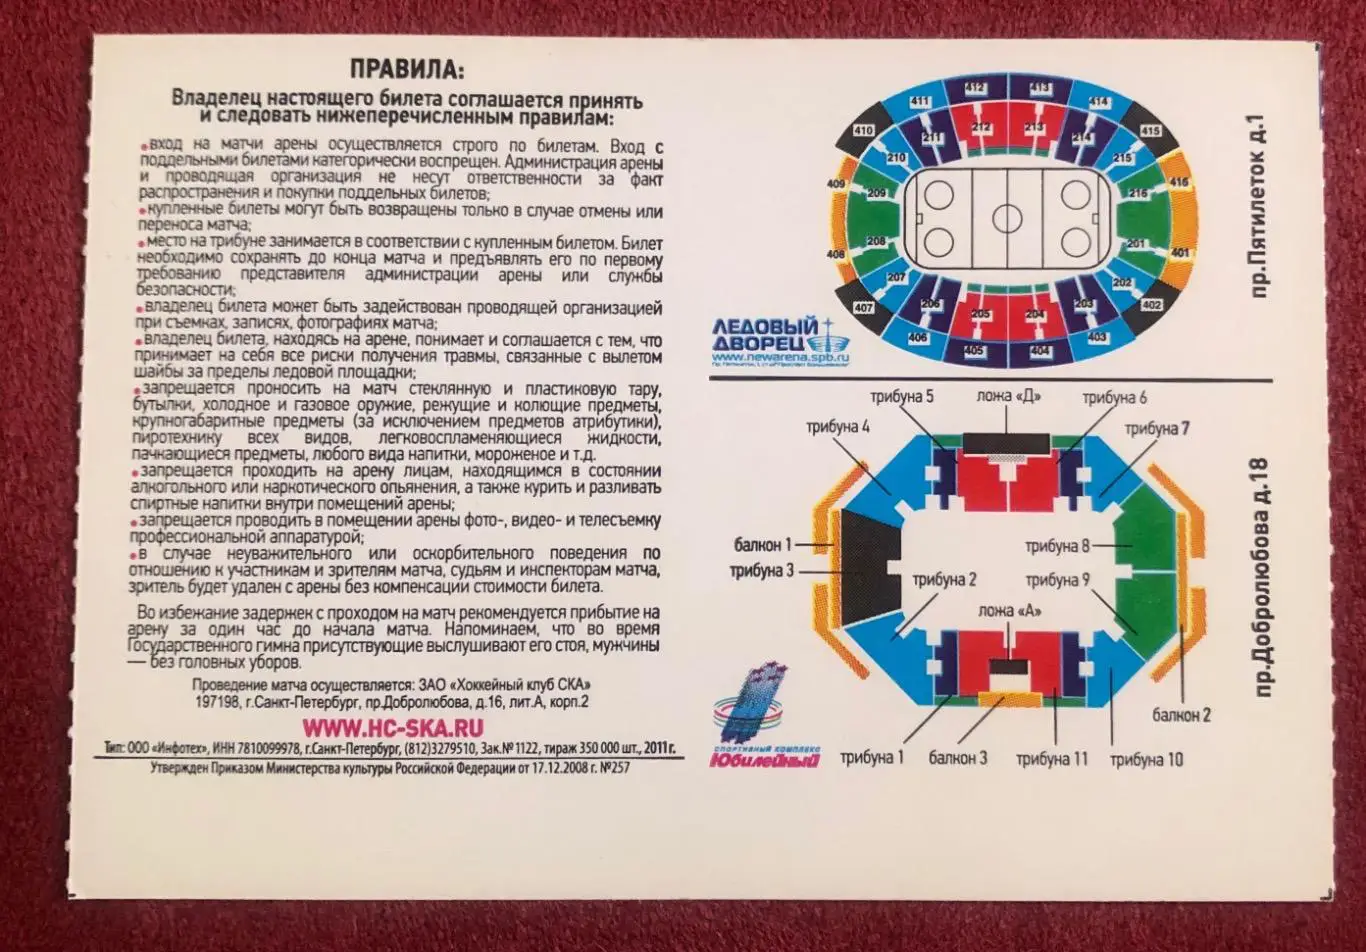 ПРАВИЛА:
Владелец настоящего билета соглашается принять
и следовать нижеперечисленным правилам:
•вход на матчи арены осуществляется строго по билетам. Вход с
поддельными билетами категорически воспрещен. Администрация арены
и проводящая организация не несут ответственности за факт
распространения и покупки поддельных билетов;
•купленные билеты могут быть возвращены только в случае отмены или
переноса матча;
•место на трибуне занимается в соответствии с купленным билетом. Билет
необходимо сохранять до конца матча и предъявлять его по первому
требованию представителя администрации арены или службы
безопасности;
•владелец билета может быть задействован проводящей организацией
при съемках, записях, фотографиях матча;
•владелец билета, находясь на арене, понимает и соглашается с тем, что
принимает на себя все риски получения травмы, связанные с вылетом
шайбы за пределы ледовой площадки;
•запрещается проносить на матч стеклянную и пластиковую тару,
бутылки, холодное и газовое оружие, режущие и колющие предметы,
крупногабаритные предметы (за исключением предметов атрибутики),
пиротехнику всех видов, легковоспламеняющиеся жидкости,
пачкающиеся предметы, любого вида напитки, мороженое и т.д.
•запрещается проходить на арену лицам, находящимся в состоянии
алкогольного или наркотического опьянения, а также курить и разливать
спиртные напитки внутри помещений арены;
•запрещается проводить в помещении арены фото-, видео- и телесъемку
профессиональной аппаратурой;
•в случае неуважительного или оскорбительного поведения по
отношению к участникам и зрителям матча, судьям и инспекторам матча,
зритель будет удален с арены без компенсации стоимости билета.
Во избежание задержек с проходом на матч рекомендуется прибытие на
арену за один час до начала матча. Напоминаем, что во время
Государственного гимна присутствующие выслушивают его стоя, мужчины
— без головных уборов.
Проведение матча осуществляется: ЗАО «Хоккейный клуб СКА»
197198, г.Санкт-Петербург, пр.Добролюбова, д.16, лит.А, корп.2
WWW.HC-SKA.RU
Тип: ООО «Инфотех», ИНН 7810099978, г.Санкт-Петербург, (812)3279510, Зак.№1122, тираж 350 000 шт., 2011г.
Утвержден Приказом Министерства культуры Российской Федерации от 17.12.2008 г. №257
412 413
411 414
410 211 212 213 214 415
210 215
409 209 216 416
408 208 201 401
207 202
407 206 205 204 203 402
406 403
405 404
ЛЕДОВЫЙ
ДВОРЕЦ
www.newarena.spb.ru
пр.Пятилеток д.1
трибуна 5 ложа «Д» трибуна 6
трибуна 4 трибуна 7
балкон 1 трибуна 8
трибуна 3 трибуна 2 трибуна 9
ложа «А»
балкон 2
трибуна 1 балкон 3 трибуна 11 трибуна 10
СПОРТИВНЫЙ КОМПЛЕКС
Юбилейный
пр.Добролюбова д.18